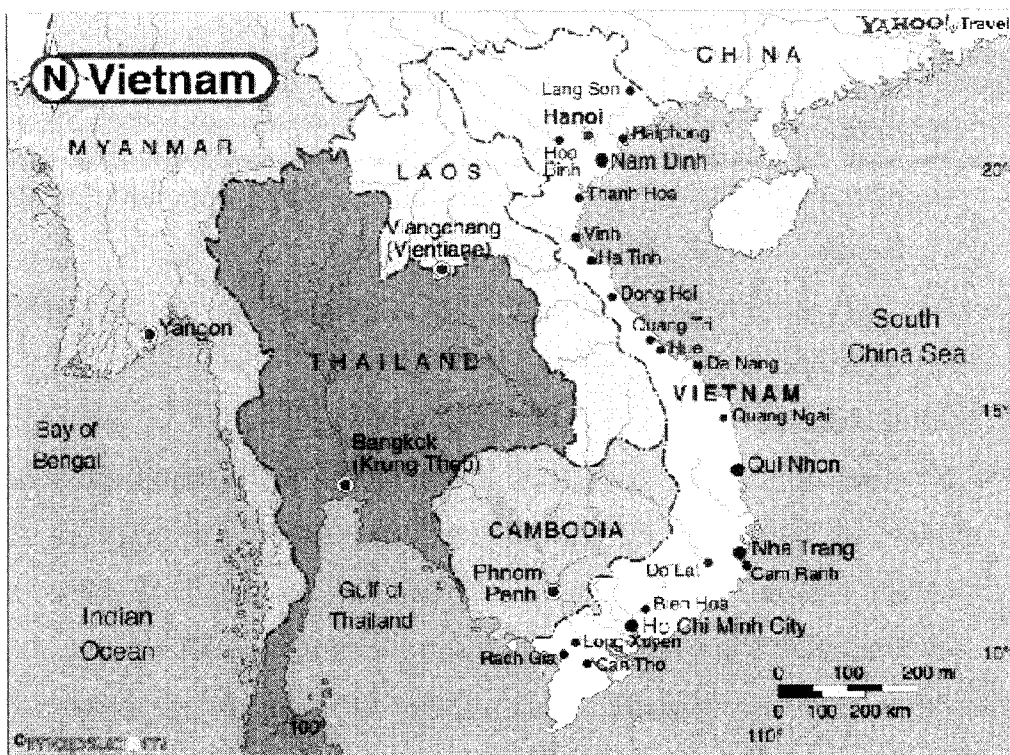 YAHOO! Travel
N Vietnam
CHINA
Lang Son
Hanoi
Haiphong
MYANMAR
Hoa
Dinh
Nam Dinh
20°
LAOS
Thanh Hoa
Viangchang
(Vientiane)
Vinh
Ha Tinh
Dong Hoi
Yangon
Quang Tri
Hue
South
China Sea
THAILAND
Da Nang
VIETNAM
Quang Ngai
15°
Bay of
Bengal
Bangkok
(Krung Thep)
Qui Nhon
CAMBODIA
Nha Trang
Da Lat
Cam Ranh
Phnom
Penh
Gulf of
Thailand
Bien Hoa
Ho Chi Minh City
Indian
Ocean
Long Xuyen
Rach Gia
Can Tho
10°
0 100 200 mi
0 100 200 km
100°
110°